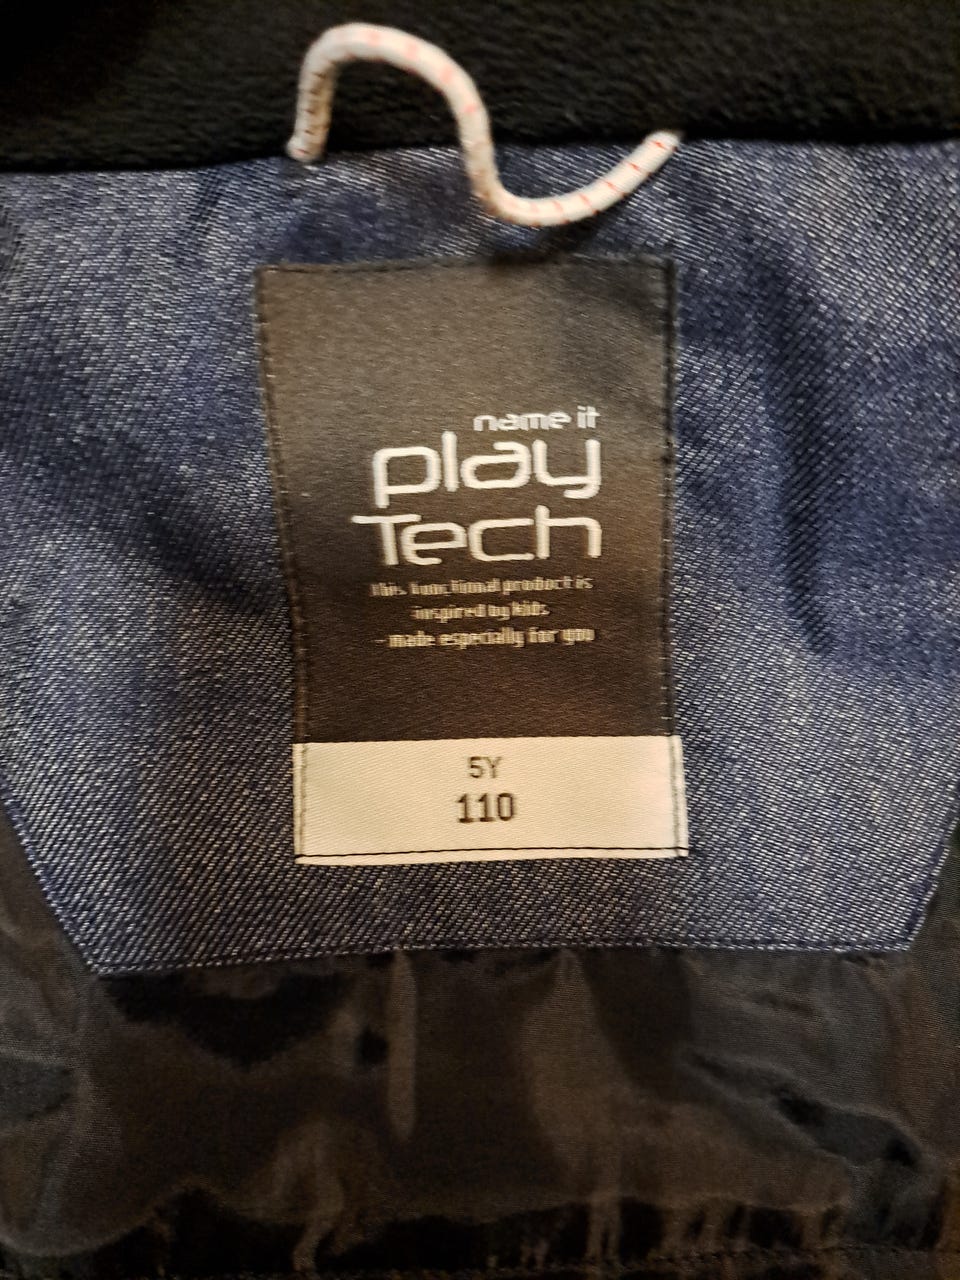 name it
play
Tech
This functional product is
inspired by kids
- made especially for you
5Y
110